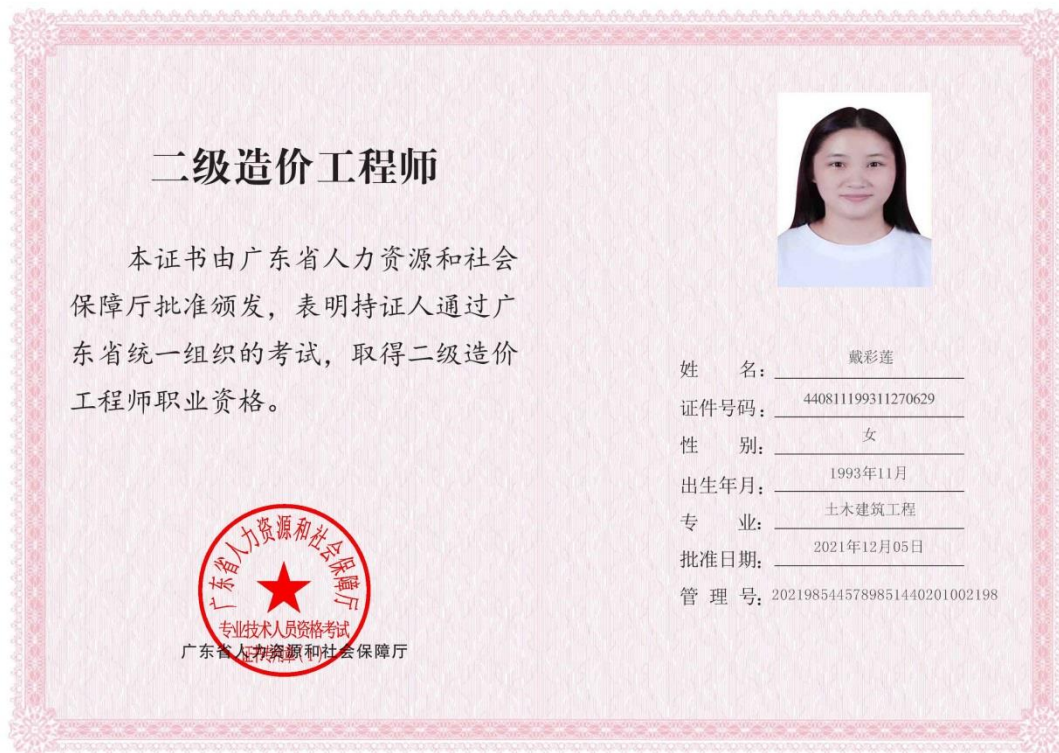 二级造价工程师
本证书由广东省人力资源和社会
保障厅批准颁发，表明持证人通过广
东省统一组织的考试，取得二级造价
工程师职业资格。
广东省人力资源和社会保障厅
专业技术人员资格考试
广东省人力资源和社会保障厅
姓 名：戴彩莲
证件号码：440811199311270629
性 别：女
出生年月：1993年11月
专 业：土木建筑工程
批准日期：2021年12月05日
管 理 号：2021985445789851440201002198